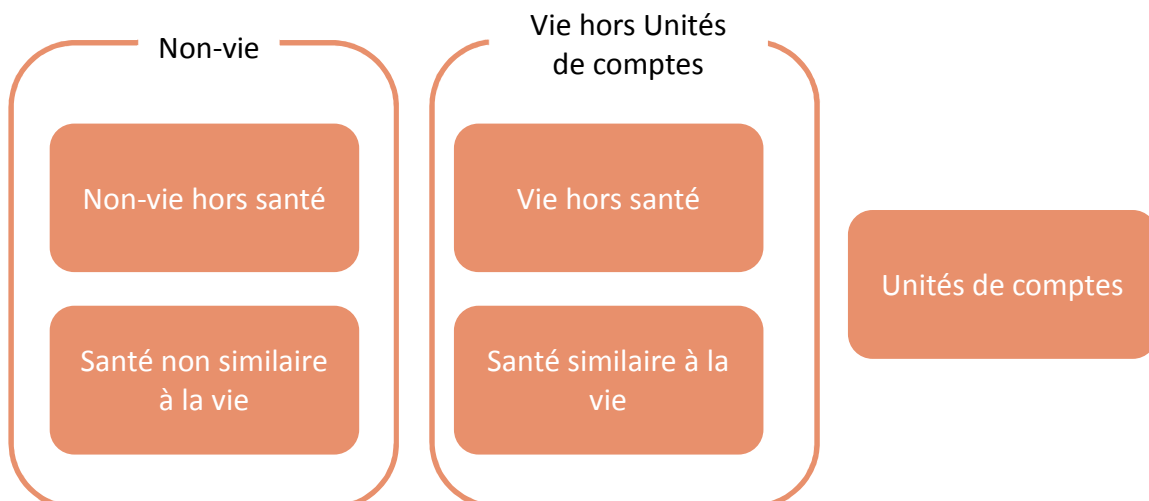 Non-vie
Non-vie hors santé
Santé non similaire
à la vie
Vie hors Unités
de comptes
Vie hors santé
Santé similaire à la
vie
Unités de comptes